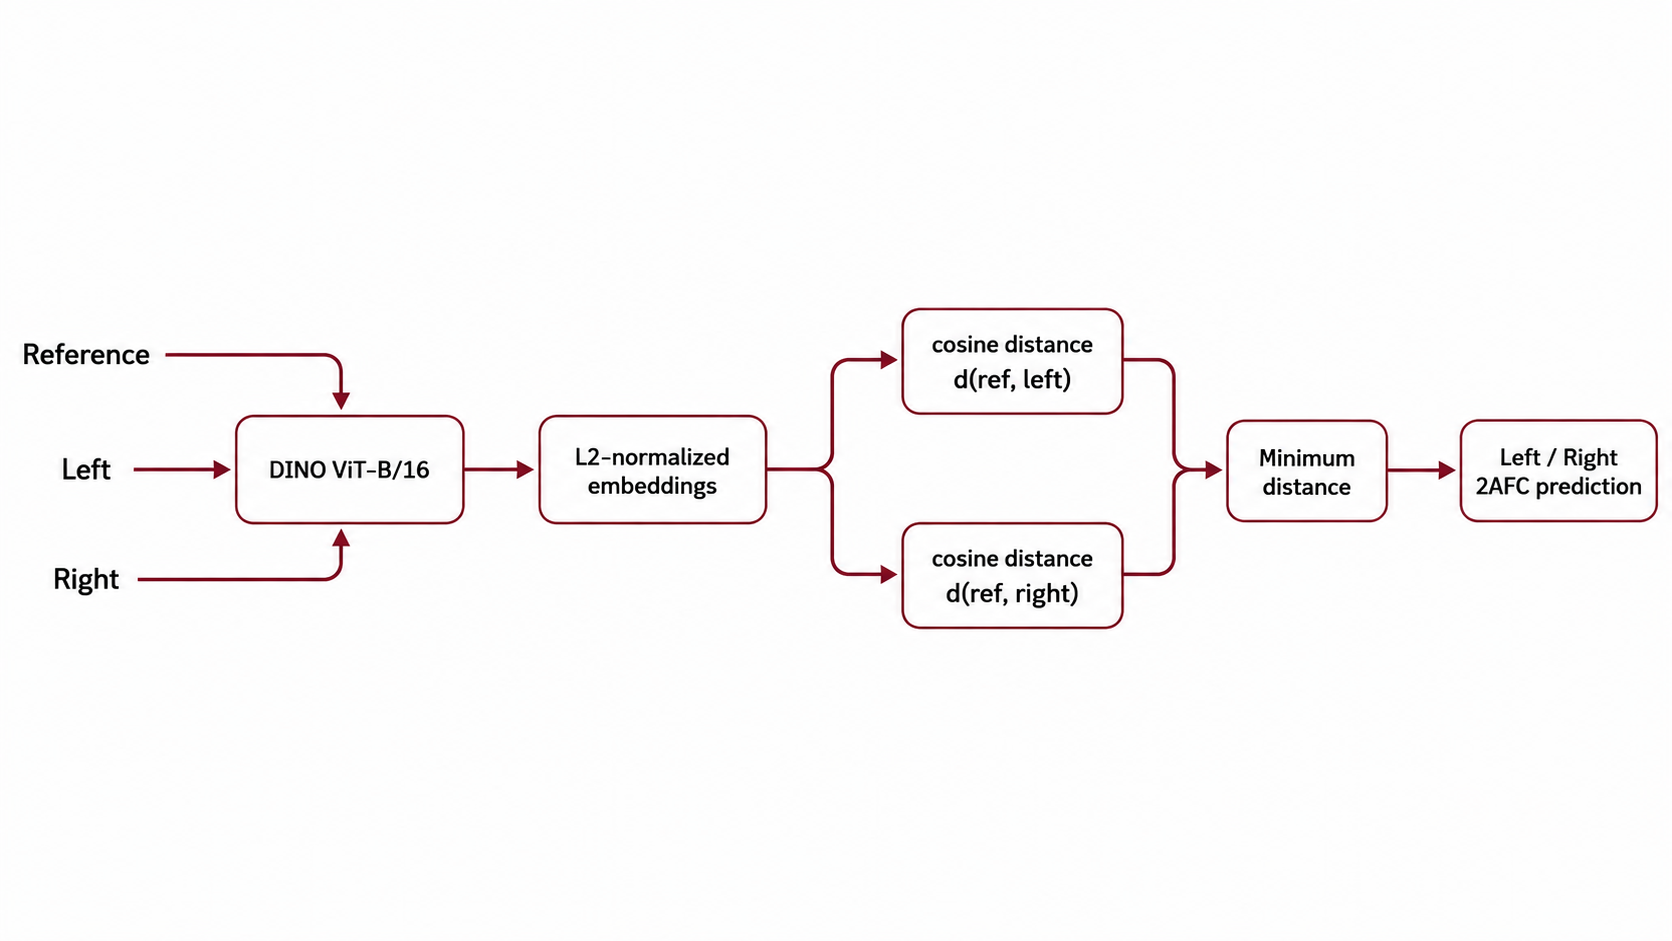 Reference
Left
Right
DINO ViT-B/16
L2-normalized
embeddings
cosine distance
d(ref, left)
cosine distance
d(ref, right)
Minimum
distance
Left / Right
2AFC prediction